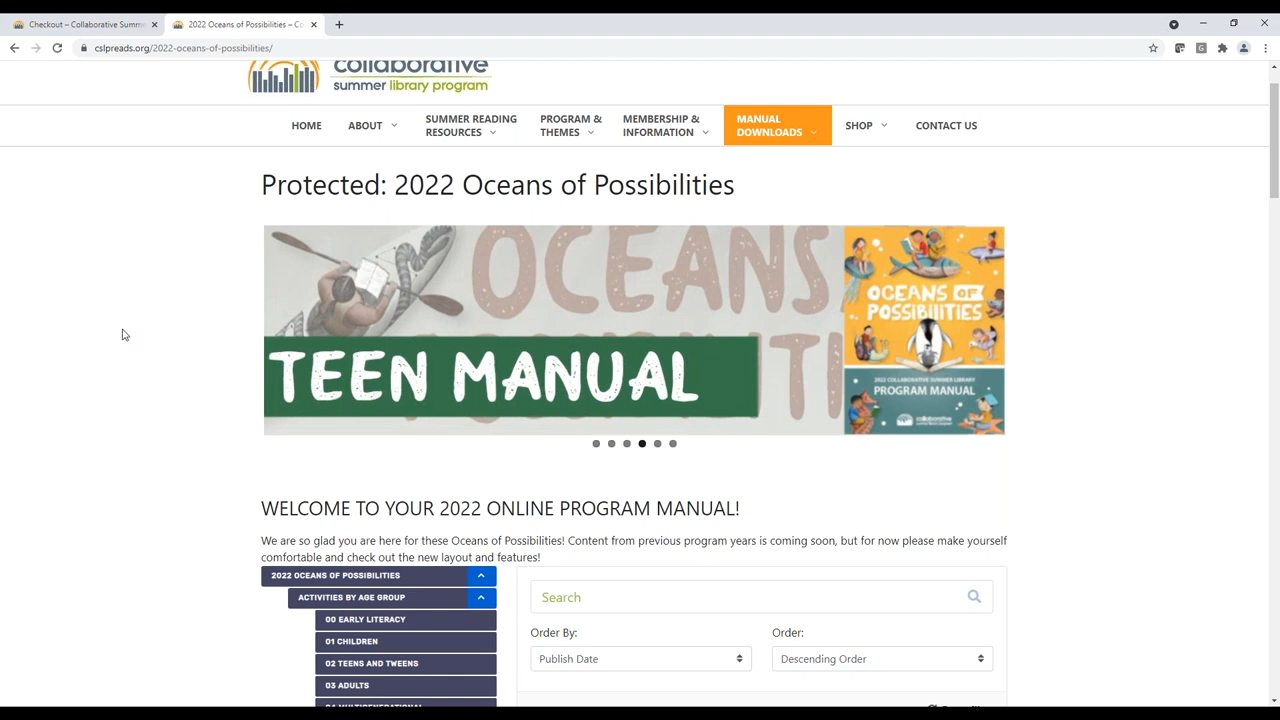 Checkout – Collaborative Summe
2022 Oceans of Possibilities – Co
cslpreads.org/2022-oceans-of-possibilities/
collaborative
summer library program
HOME
ABOUT
SUMMER READING
RESOURCES
PROGRAM &
THEMES
MEMBERSHIP &
INFORMATION
MANUAL
DOWNLOADS
SHOP
CONTACT US
Protected: 2022 Oceans of Possibilities
OCEANS
TEEN MANUAL
OCEANS OF
POSSIBILITIES
2022 COLLABORATIVE SUMMER LIBRARY
PROGRAM MANUAL
WELCOME TO YOUR 2022 ONLINE PROGRAM MANUAL!
We are so glad you are here for these Oceans of Possibilities! Content from previous program years is coming soon, but for now please make yourself
comfortable and check out the new layout and features!
2022 OCEANS OF POSSIBILITIES
ACTIVITIES BY AGE GROUP
00 EARLY LITERACY
01 CHILDREN
02 TEENS AND TWEENS
03 ADULTS
Search
Order By:
Order:
Publish Date
Descending Order